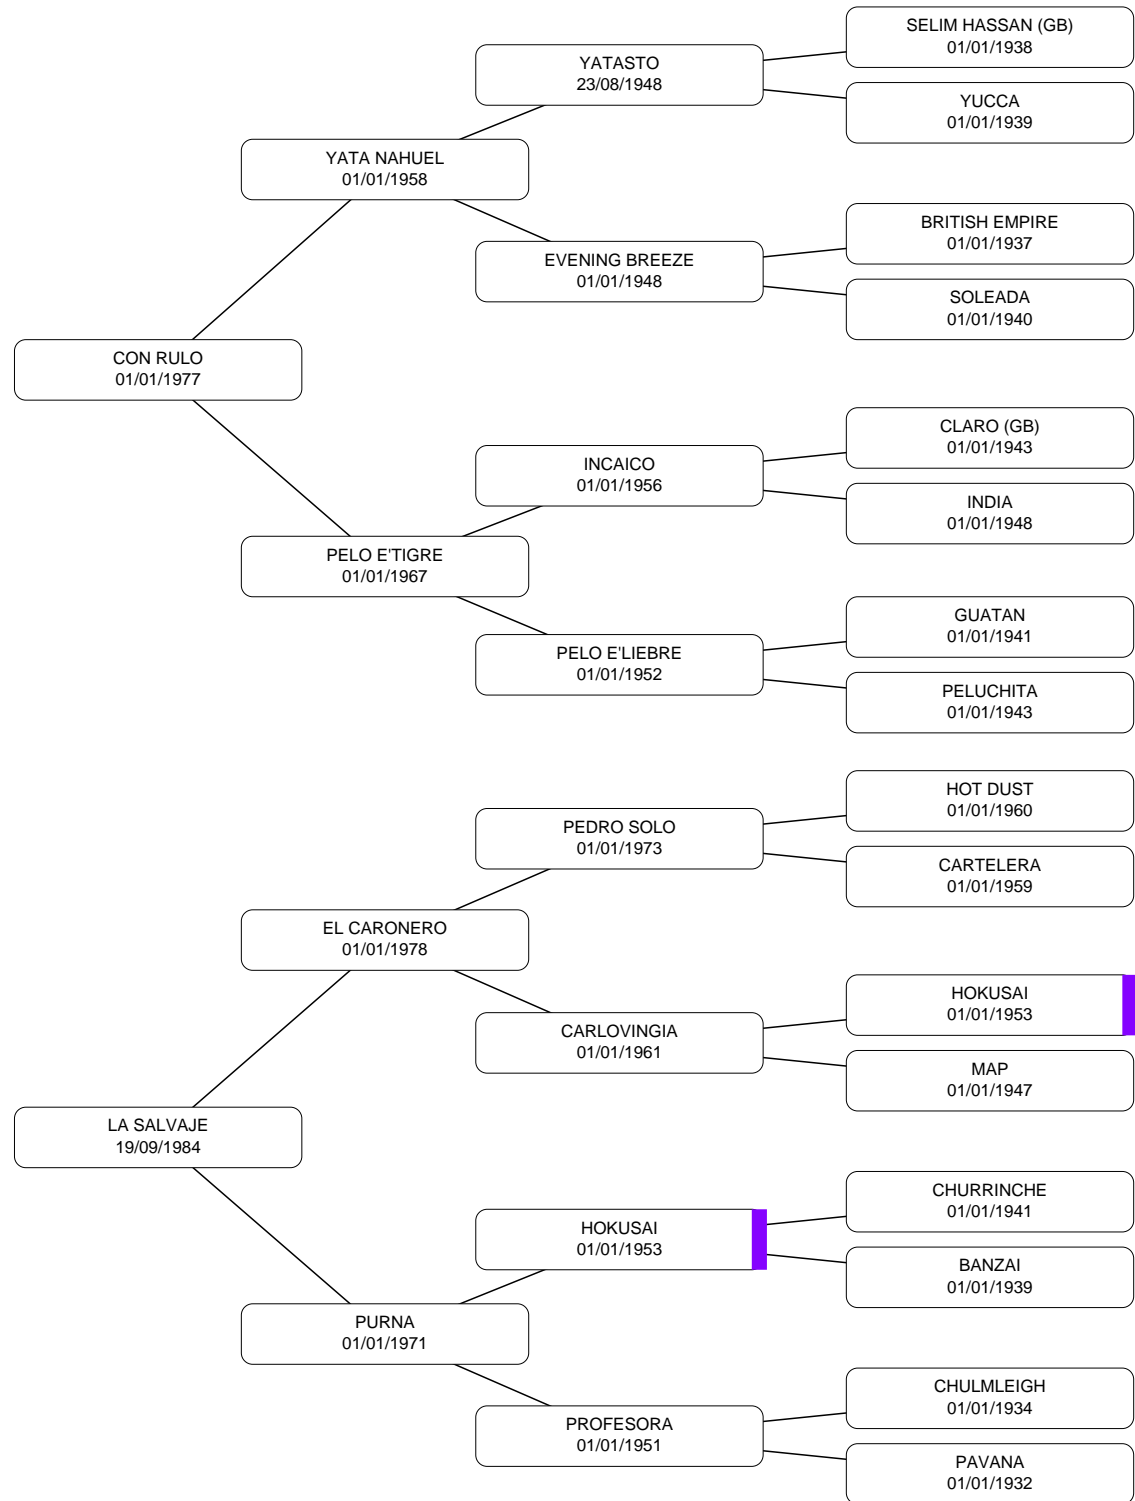 SELIM HASSAN (GB)
01/01/1938
YATASTO
23/08/1948
YUCCA
01/01/1939
YATA NAHUEL
01/01/1958
BRITISH EMPIRE
01/01/1937
EVENING BREEZE
01/01/1948
SOLEADA
01/01/1940
CON RULO
01/01/1977
CLARO (GB)
01/01/1943
INCAICO
01/01/1956
INDIA
01/01/1948
PELO E'TIGRE
01/01/1967
GUATAN
01/01/1941
PELO E'LIEBRE
01/01/1952
PELUCHITA
01/01/1943
HOT DUST
01/01/1960
PEDRO SOLO
01/01/1973
CARTELERA
01/01/1959
EL CARONERO
01/01/1978
HOKUSAI
01/01/1953
CARLOVINGIA
01/01/1961
MAP
01/01/1947
LA SALVAJE
19/09/1984
CHURRINCHE
01/01/1941
HOKUSAI
01/01/1953
BANZAI
01/01/1939
PURNA
01/01/1971
CHULMLEIGH
01/01/1934
PROFESORA
01/01/1951
PAVANA
01/01/1932